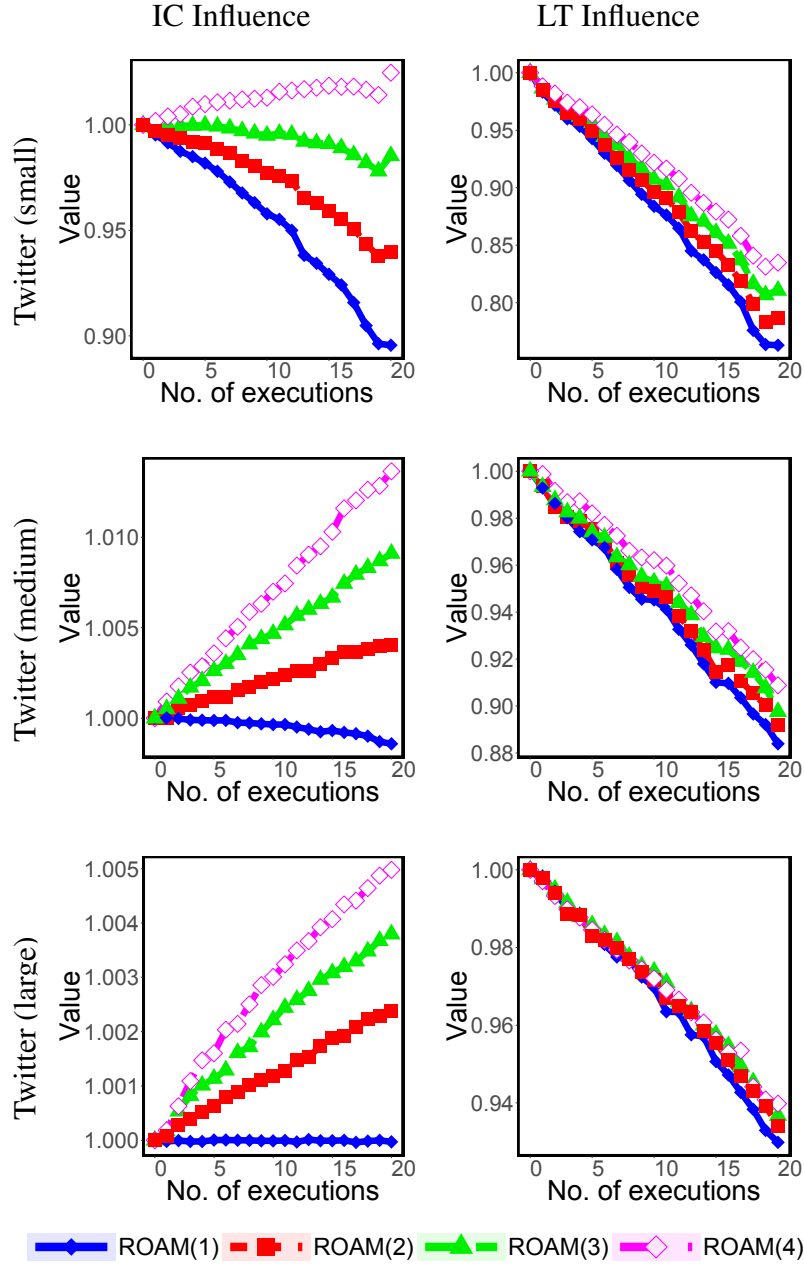 IC Influence
LT Influence
Twitter (small)
Value
1.00
0.95
0.90
0 5 10 15 20
No. of executions
Value
1.00
0.95
0.90
0.85
0.80
0 5 10 15 20
No. of executions
Twitter (medium)
Value
1.010
1.005
1.000
0 5 10 15 20
No. of executions
Value
1.00
0.98
0.96
0.94
0.92
0.90
0.88
0 5 10 15 20
No. of executions
Twitter (large)
Value
1.005
1.004
1.003
1.002
1.001
1.000
0 5 10 15 20
No. of executions
Value
1.00
0.98
0.96
0.94
0 5 10 15 20
No. of executions
ROAM(1) ROAM(2) ROAM(3) ROAM(4)